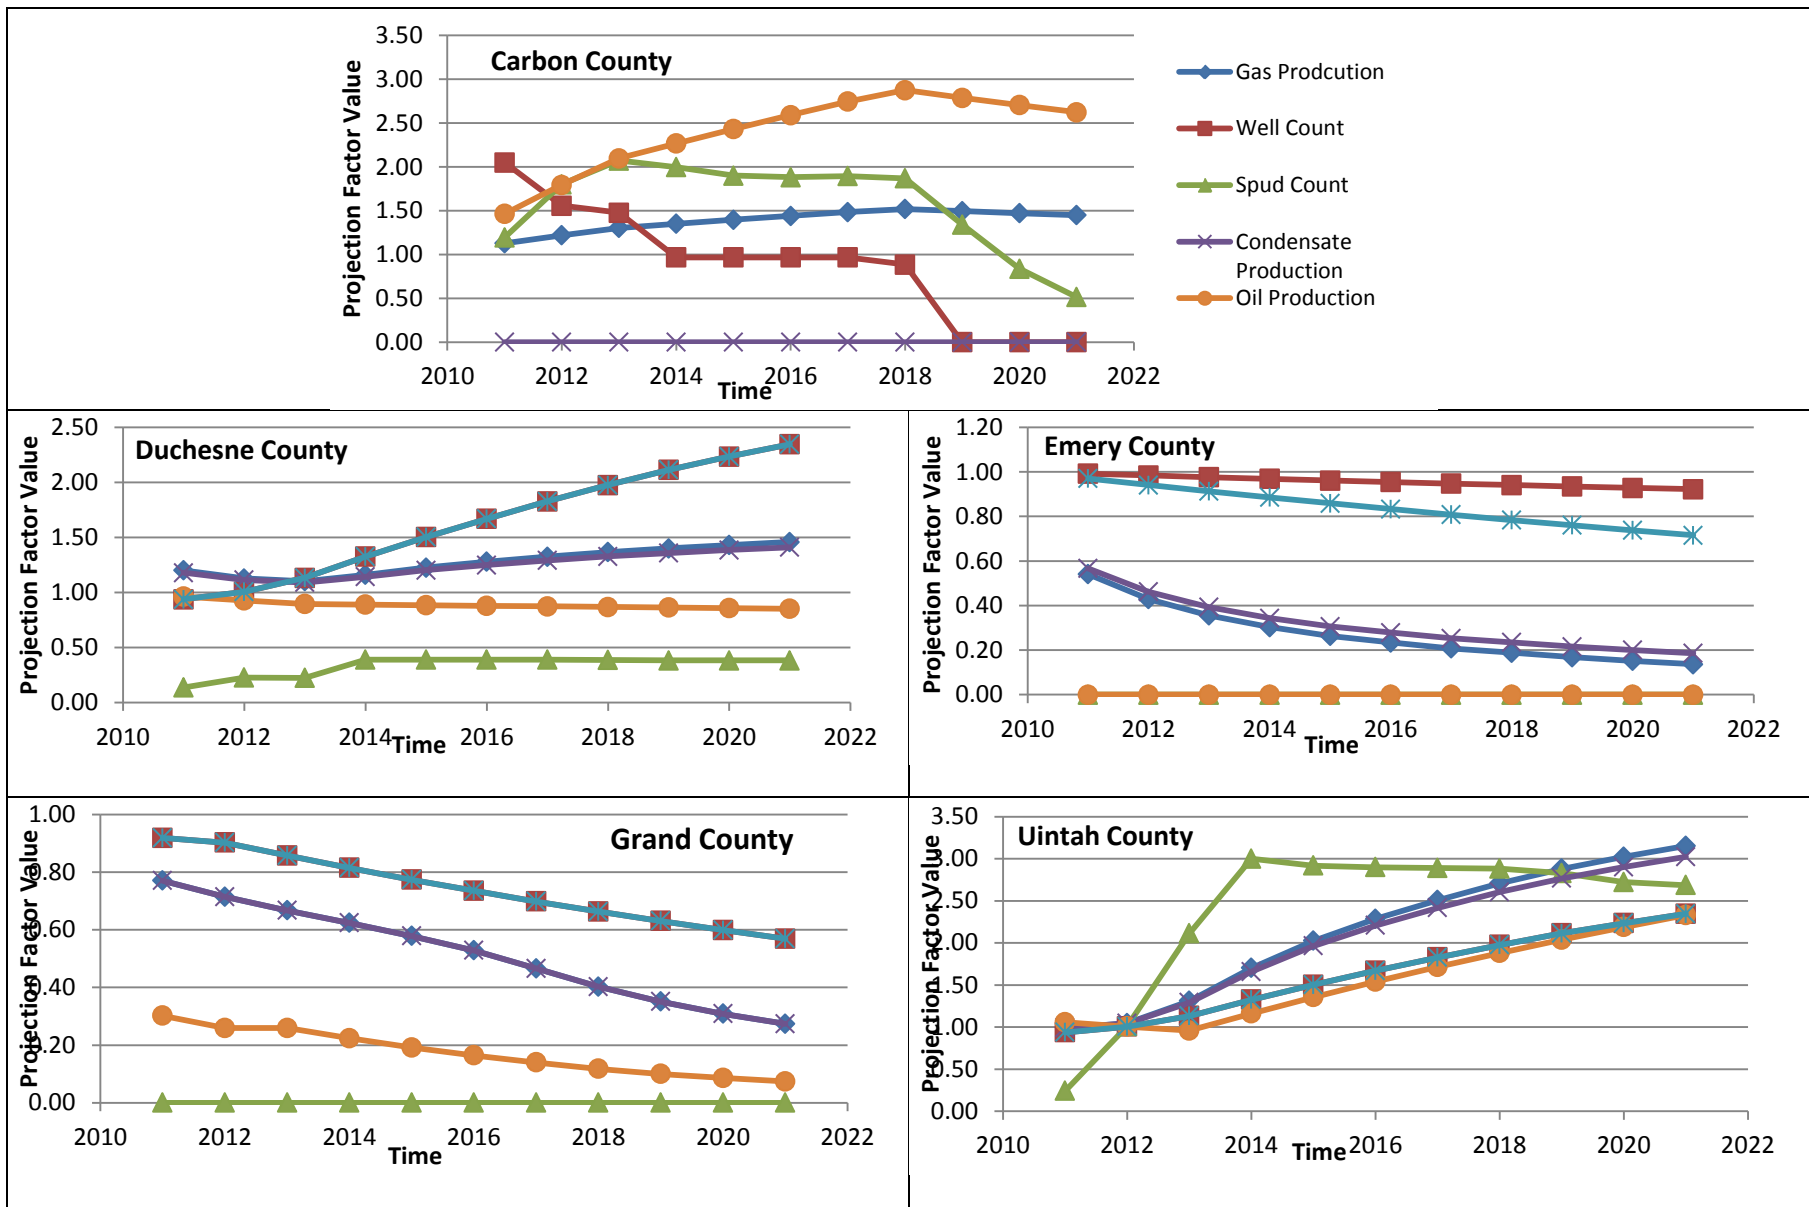 Carbon County
Projection Factor Value
3.50
3.00
2.50
2.00
1.50
1.00
0.50
0.00
2010 2012 2014 2016 2018 2020 2022
Time
Gas Prodcution
Well Count
Spud Count
Condensate
Production
Oil Production
Duchesne County
Projection Factor Value
2.50
2.00
1.50
1.00
0.50
0.00
2010 2012 2014 2016 2018 2020 2022
Time
Emery County
Projection Factor Value
1.20
1.00
0.80
0.60
0.40
0.20
0.00
2010 2012 2014 2016 2018 2020 2022
Time
Grand County
Projection Factor Value
1.00
0.80
0.60
0.40
0.20
0.00
2010 2012 2014 2016 2018 2020 2022
Time
Uintah County
Projection Factor Value
3.50
3.00
2.50
2.00
1.50
1.00
0.50
0.00
2010 2012 2014 2016 2018 2020 2022
Time